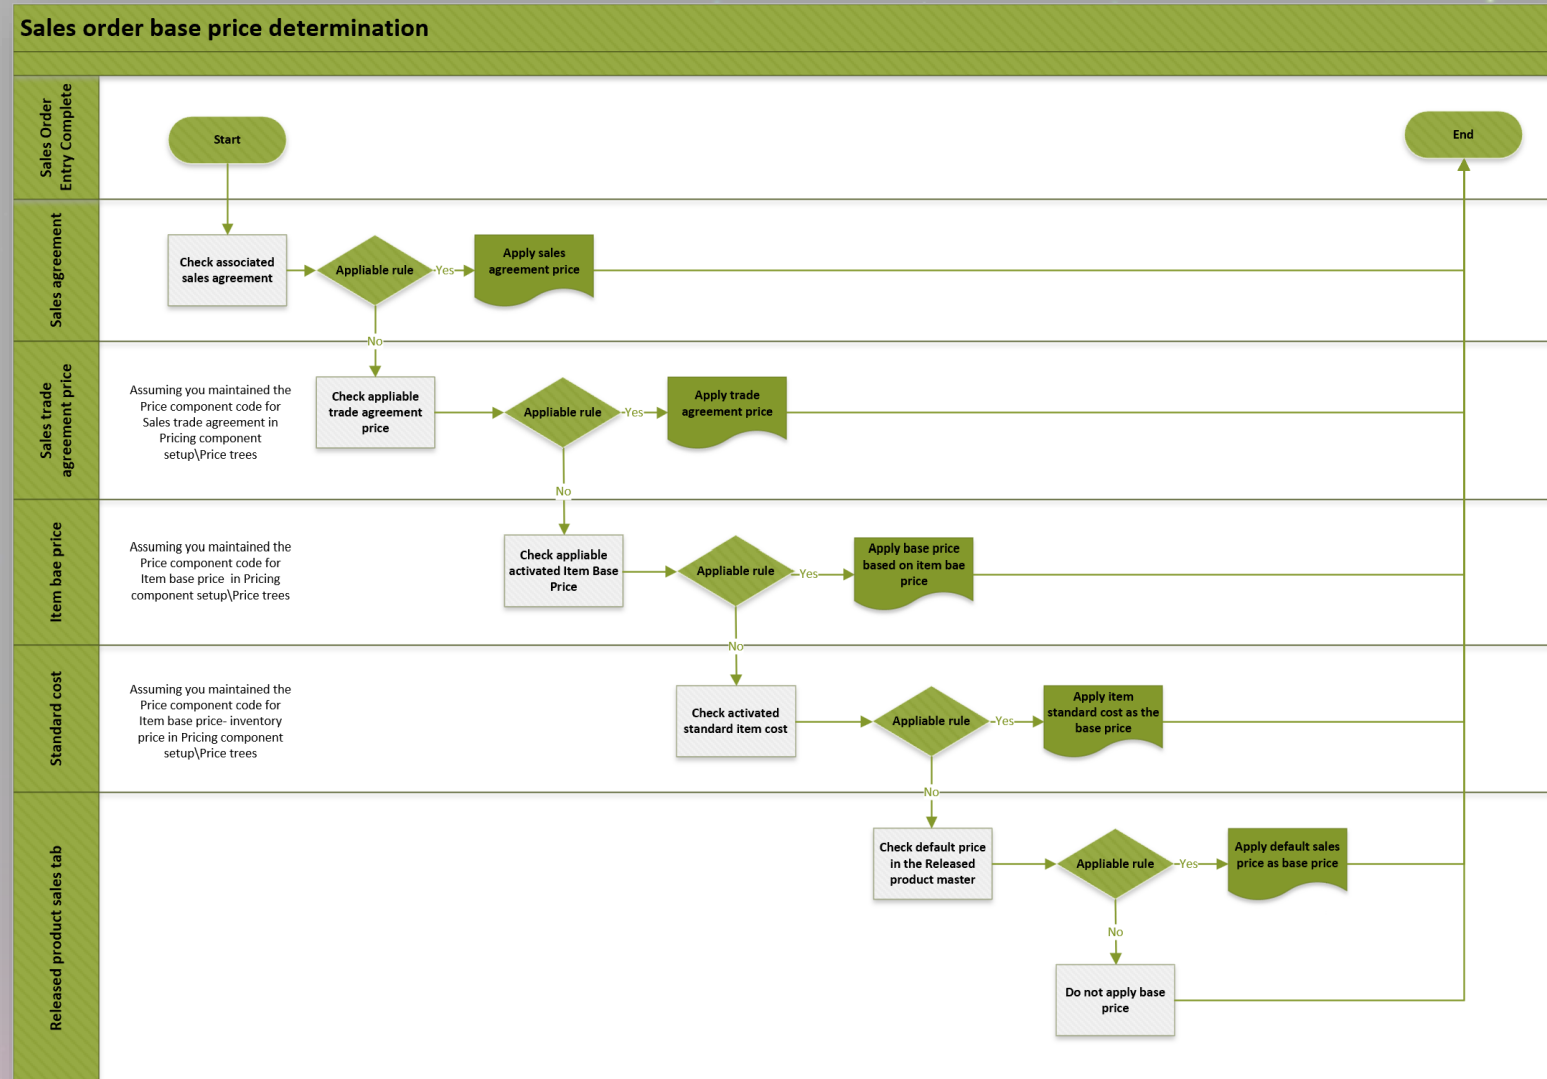 Sales order base price determination
Sales Order
Entry Complete
Start
End
Sales agreement
Check associated
sales agreement
Appliable rule
Yes
Apply sales
agreement price
No
Sales trade
agreement price
Assuming you maintained the
Price component code for
Sales trade agreement in
Pricing component
setup\Price trees
Check appliable
trade agreement
price
Appliable rule
Yes
Apply trade
agreement price
No
Item bae price
Assuming you maintained the
Price component code for
Item base price in Pricing
component setup\Price trees
Check appliable
activated Item Base
Price
Appliable rule
Yes
Apply base price
based on item bae
price
No
Standard cost
Assuming you maintained the
Price component code for
Item base price- inventory
price in Pricing component
setup\Price trees
Check activated
standard item cost
Appliable rule
Yes
Apply item
standard cost as the
base price
No
Released product sales tab
Check default price
in the Released
product master
Appliable rule
Yes
Apply default sales
price as base price
No
Do not apply base
price